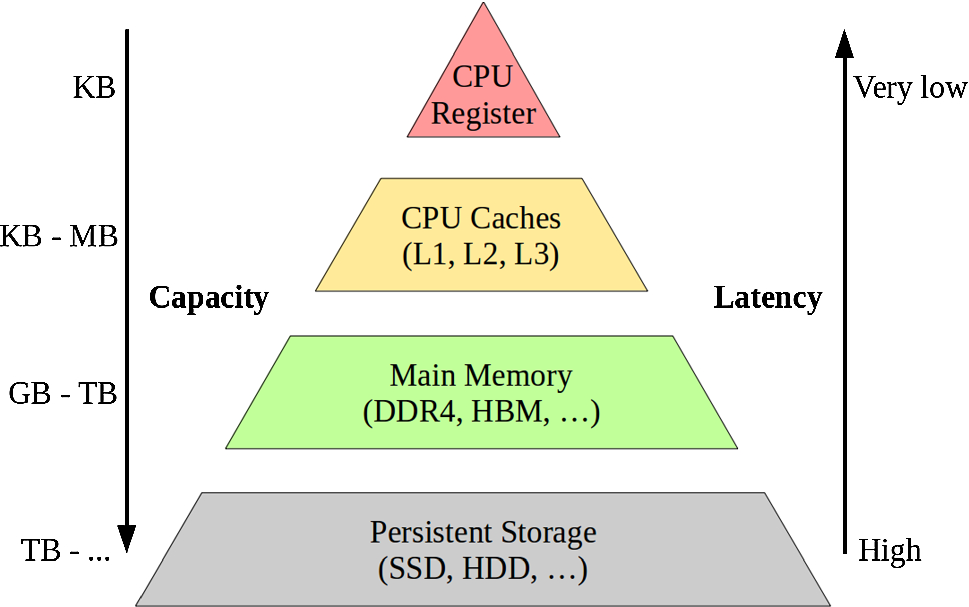 KB
CPU
Register
Very low
KB - MB
CPU Caches
(L1, L2, L3)
Capacity
Latency
GB - TB
Main Memory
(DDR4, HBM, …)
TB - ...
Persistent Storage
(SSD, HDD, …)
High